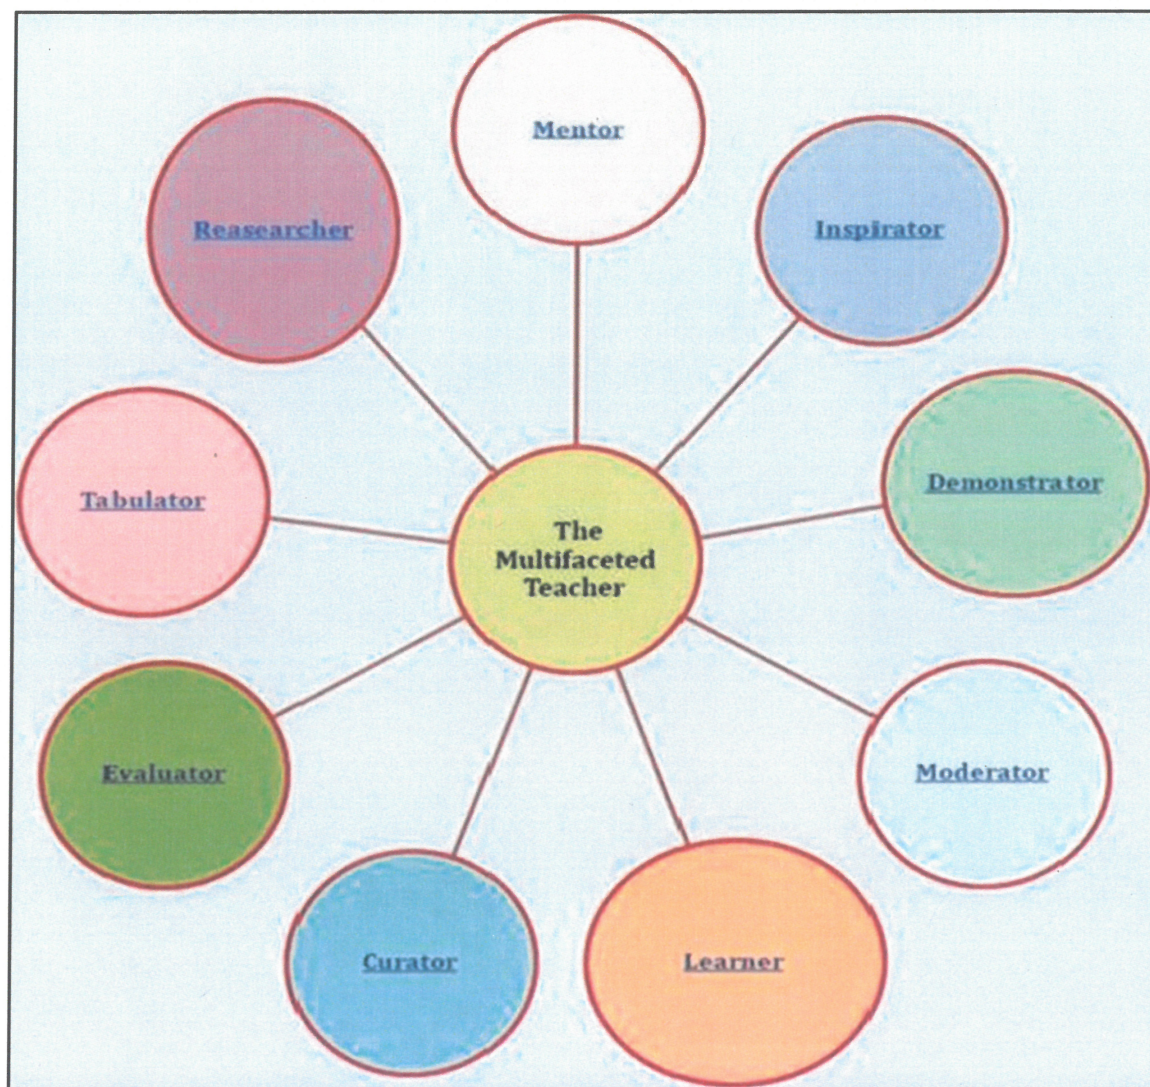 Mentor
Inspirator
Reasearcher
Demonstrator
Tabulator
The
Multifaceted
Teacher
Moderator
Evaluator
Curator
Learner